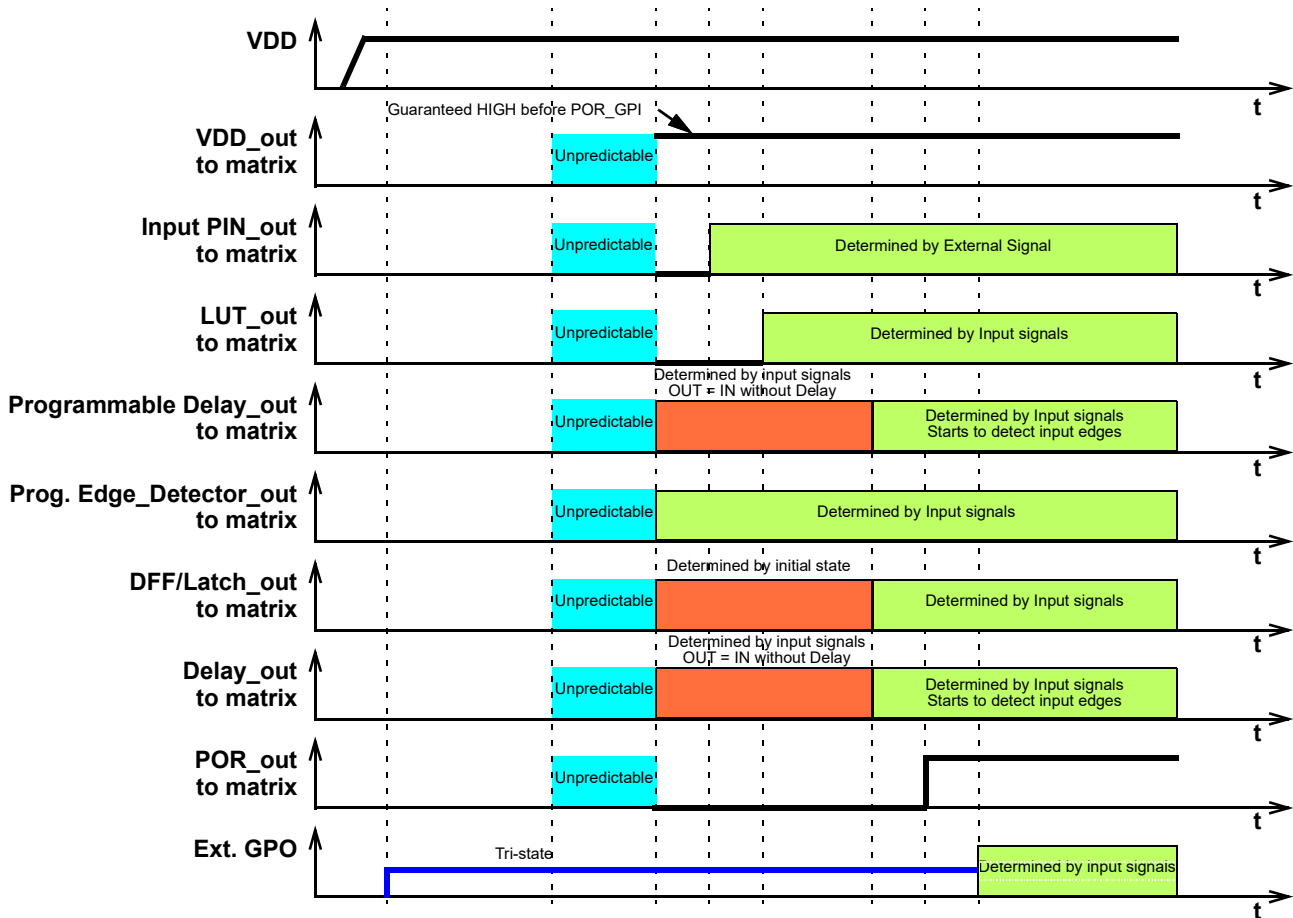 VDD
t
Guaranteed HIGH before POR_GPI
VDD_out
to matrix
Unpredictable
t
Input PIN_out
to matrix
Unpredictable
Determined by External Signal
t
LUT_out
to matrix
Unpredictable
Determined by Input signals
t
Determined by input signals
OUT = IN without Delay
Programmable Delay_out
to matrix
Unpredictable
Determined by Input signals
Starts to detect input edges
t
Prog. Edge_Detector_out
to matrix
Unpredictable
Determined by Input signals
t
Determined by initial state
DFF/Latch_out
to matrix
Unpredictable
Determined by Input signals
t
Determined by input signals
OUT = IN without Delay
Delay_out
to matrix
Unpredictable
Determined by Input signals
Starts to detect input edges
t
POR_out
to matrix
Unpredictable
t
Ext. GPO
Tri-state
Determined by input signals
t